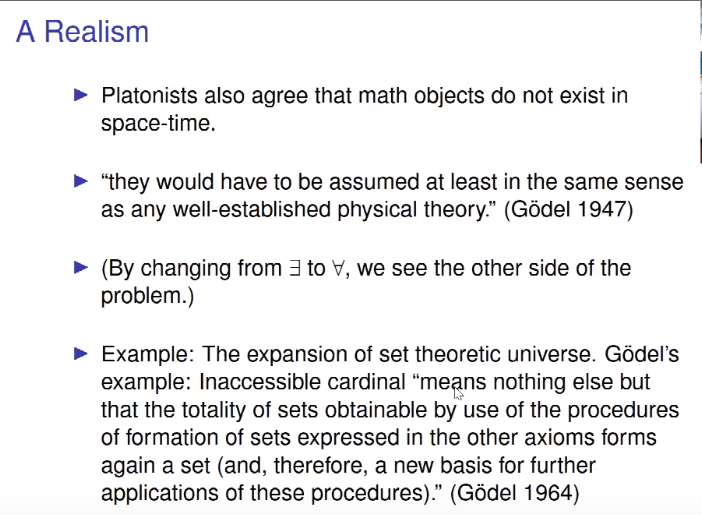 A Realism
▶ Platonists also agree that math objects do not exist in
space-time.
▶ “they would have to be assumed at least in the same sense
as any well-established physical theory.” (Gödel 1947)
▶ (By changing from ∃ to ∀, we see the other side of the
problem.)
▶ Example: The expansion of set theoretic universe. Gödel's
example: Inaccessible cardinal “means nothing else but
that the totality of sets obtainable by use of the procedures
of formation of sets expressed in the other axioms forms
again a set (and, therefore, a new basis for further
applications of these procedures).” (Gödel 1964)